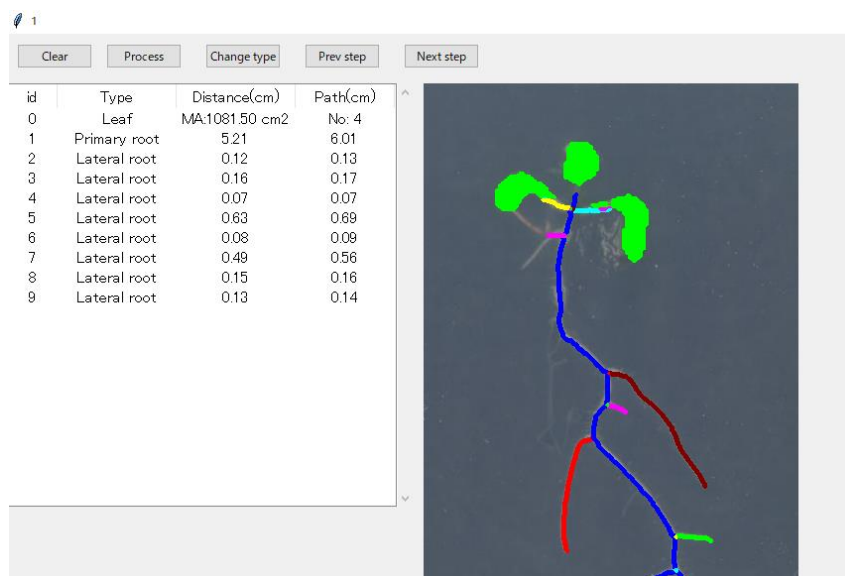 1
Clear Process Change type Prev step Next step
id Type Distance(cm) Path(cm)
0 Leaf MA:1081.50 cm2 No: 4
1 Primary root 5.21 6.01
2 Lateral root 0.12 0.13
3 Lateral root 0.16 0.17
4 Lateral root 0.07 0.07
5 Lateral root 0.63 0.69
6 Lateral root 0.08 0.09
7 Lateral root 0.49 0.56
8 Lateral root 0.15 0.16
9 Lateral root 0.13 0.14